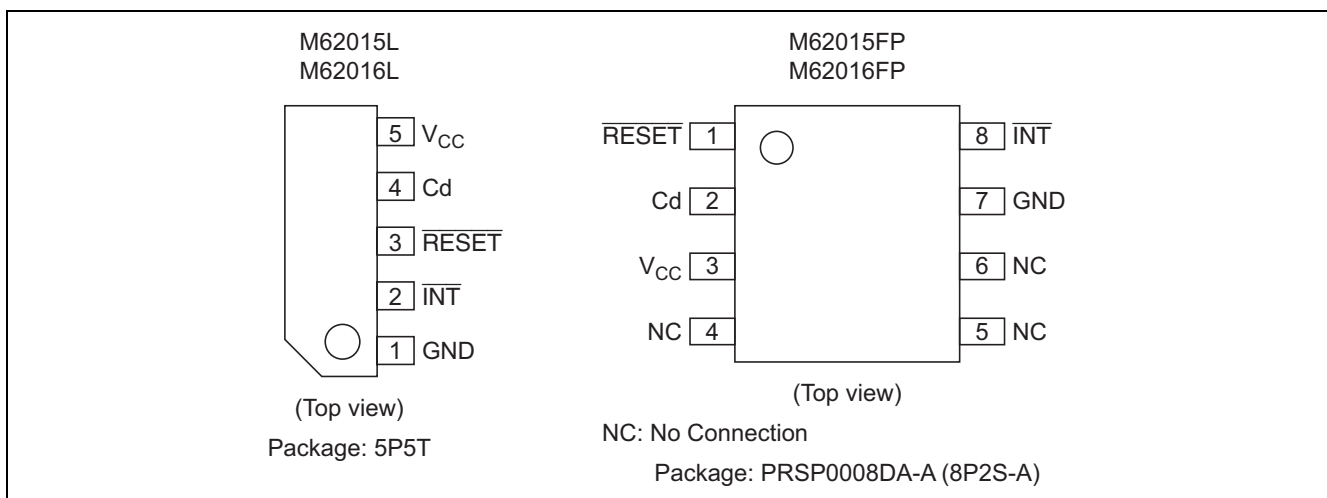 M62015L
M62016L
5 VCC
4 Cd
3 RESET
2 INT
1 GND
(Top view)
Package: 5P5T
M62015FP
M62016FP
RESET 1
Cd 2
VCC 3
NC 4
8 INT
7 GND
6 NC
5 NC
(Top view)
NC: No Connection
Package: PRSP0008DA-A (8P2S-A)